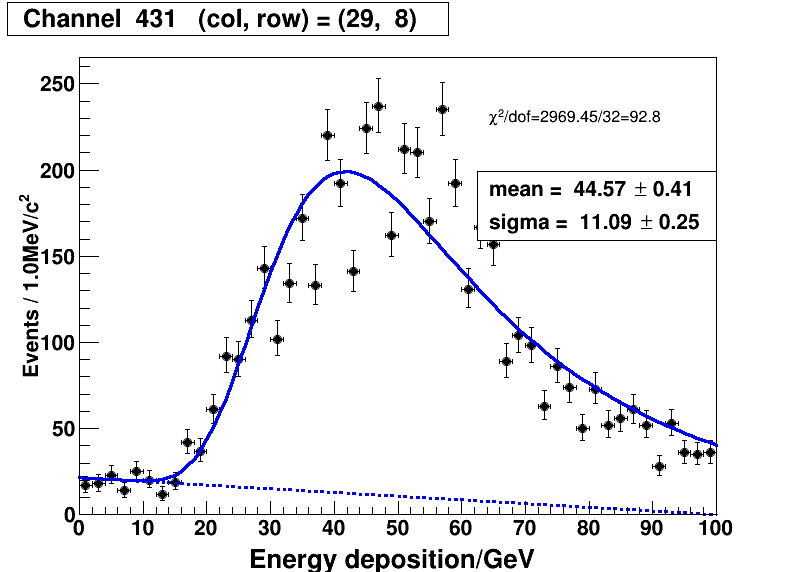 Channel 431 (col, row) = (29, 8)
χ²/dof=2969.45/32=92.8
mean = 44.57 ± 0.41
sigma = 11.09 ± 0.25
Events / 1.0MeV/c²
250
200
150
100
50
0
0 10 20 30 40 50 60 70 80 90 100
Energy deposition/GeV